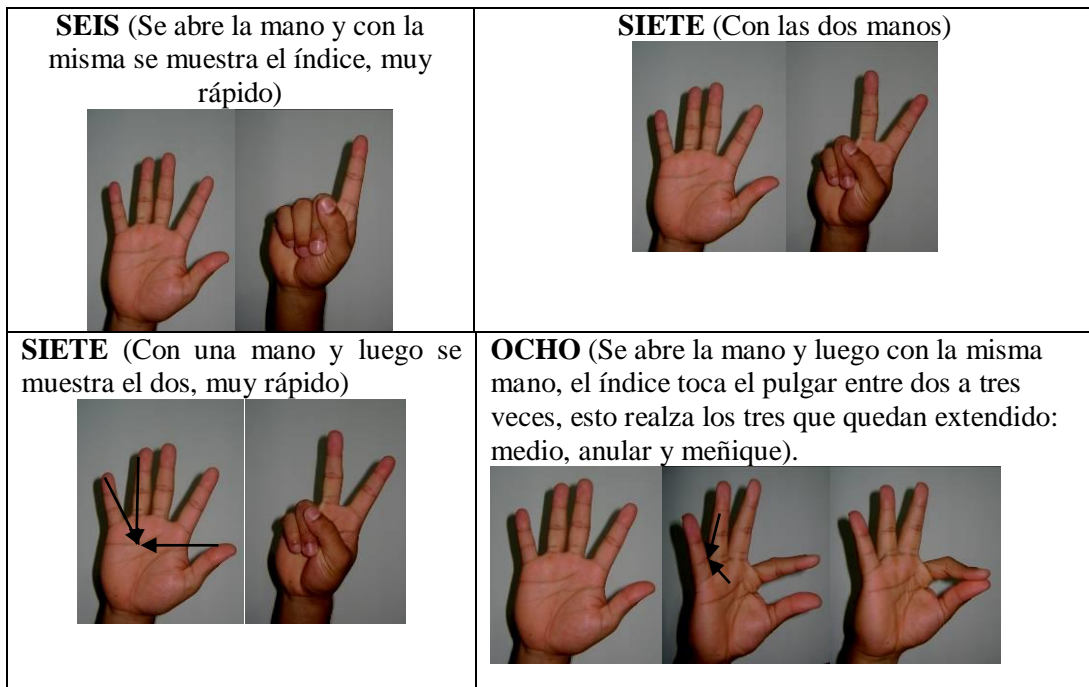 SEIS (Se abre la mano y con la
misma se muestra el índice, muy
rápido)
SIETE (Con las dos manos)
SIETE (Con una mano y luego se
muestra el dos, muy rápido)
OCHO (Se abre la mano y luego con la misma
mano, el índice toca el pulgar entre dos a tres
veces, esto realza los tres que quedan extendido:
medio, anular y meñique).